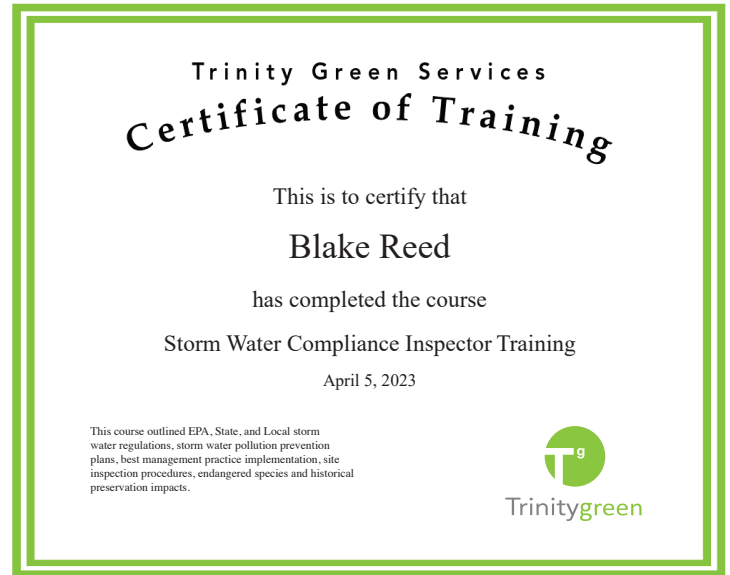 Trinity Green Services
Certificate of Training
This is to certify that
Blake Reed
has completed the course
Storm Water Compliance Inspector Training
April 5, 2023
This course outlined EPA, State, and Local storm
water regulations, storm water pollution prevention
plans, best management practice implementation, site
inspection procedures, endangered species and historical
preservation impacts.
Tg
Trinitygreen